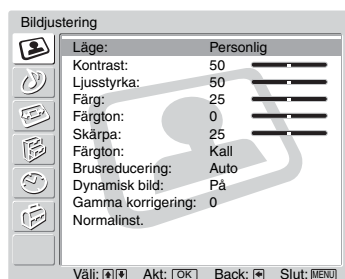 Bildjustering
Läge: Personlig
Kontrast: 50
Ljusstyrka: 50
Färg: 25
Färgton: 0
Skärpa: 25
Färgton: Kall
Brusreducering: Auto
Dynamisk bild: På
Gamma korrigering: 0
Normalinst.
Välj: Akt: OK Back: Slut: MENU